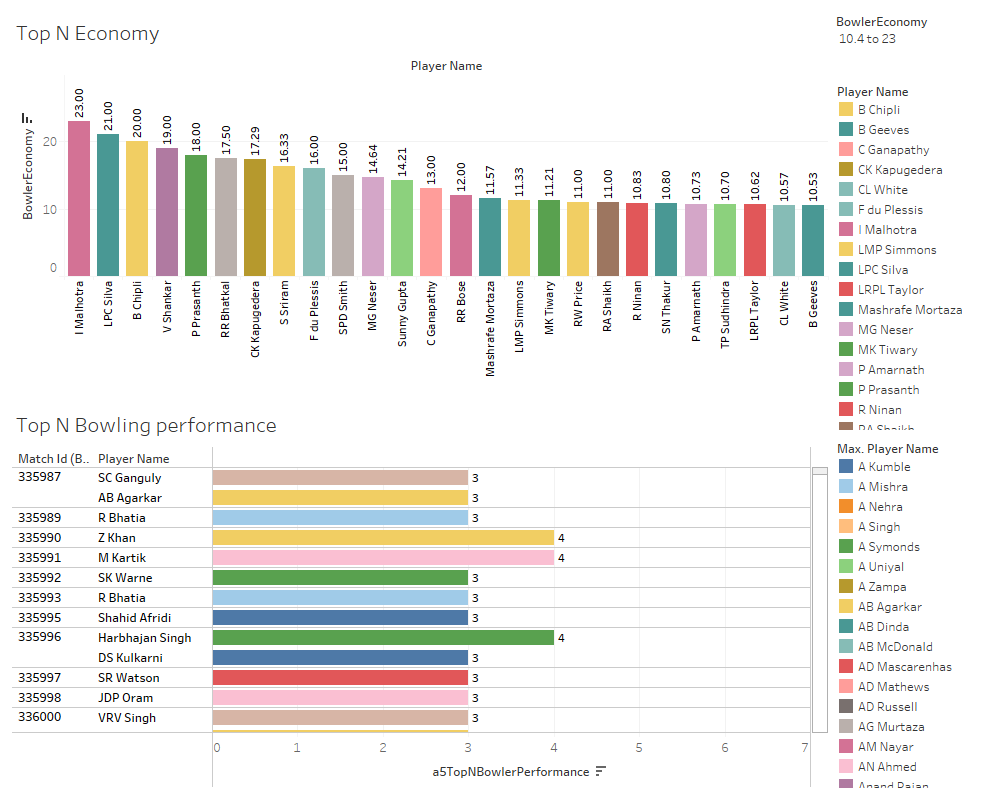 Top N Economy
BowlerEconomy
10.4 to 23
Player Name
BowlerEconomy
20
10
0
23.00
21.00
20.00
19.00
18.00
17.50
17.29
16.33
16.00
15.00
14.64
14.21
13.00
12.00
11.57
11.33
11.21
11.00
11.00
10.83
10.80
10.73
10.70
10.62
10.57
10.53
I Malhotra
LPC Silva
B Chipli
V Shankar
P Prasanth
RR Bhatkal
CK Kapugedera
S Sriram
F du Plessis
SPD Smith
MG Neser
Sunny Gupta
C Ganapathy
RR Bose
Mashrafe Mortaza
LMP Simmons
MK Tiwary
RW Price
RA Shaikh
R Ninan
SN Thakur
P Amarnath
TP Sudhindra
LRPL Taylor
CL White
B Geeves
Player Name
B Chipli
B Geeves
C Ganapathy
CK Kapugedera
CL White
F du Plessis
I Malhotra
LMP Simmons
LPC Silva
LRPL Taylor
Mashrafe Mortaza
MG Neser
MK Tiwary
P Amarnath
P Prasanth
R Ninan
RA Shaikh
Top N Bowling performance
Match Id (B.. Player Name
335987 SC Ganguly 3
AB Agarkar 3
335989 R Bhatia 3
335990 Z Khan 4
335991 M Kartik 4
335992 SK Warne 3
335993 R Bhatia 3
335995 Shahid Afridi 3
335996 Harbhajan Singh 4
DS Kulkarni 3
335997 SR Watson 3
335998 JDP Oram 3
336000 VRV Singh 3
0 1 2 3 4 5 6 7
a5TopNBowlerPerformance
Max. Player Name
A Kumble
A Mishra
A Nehra
A Singh
A Symonds
A Uniyal
A Zampa
AB Agarkar
AB Dinda
AB McDonald
AD Mascarenhas
AD Mathews
AD Russell
AG Murtaza
AM Nayar
AN Ahmed
Anand Rajan